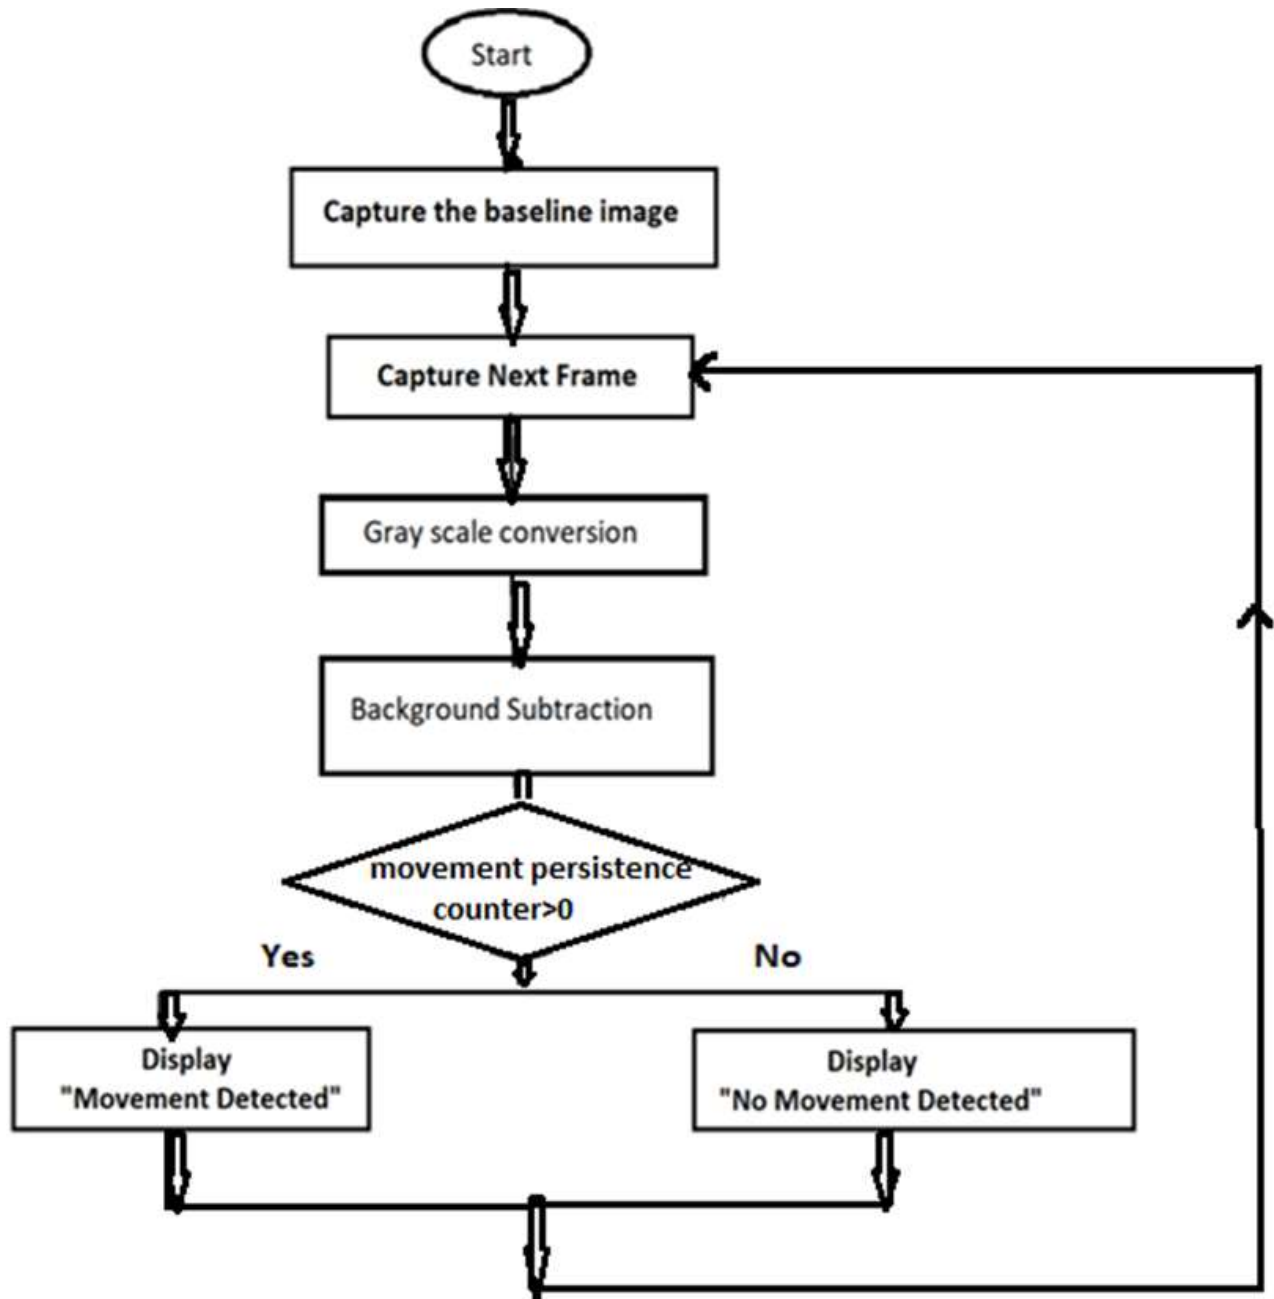 Start
Capture the baseline image
Capture Next Frame
Gray scale conversion
Background Subtraction
movement persistence
counter>0
Yes
No
Display
"Movement Detected"
Display
"No Movement Detected"